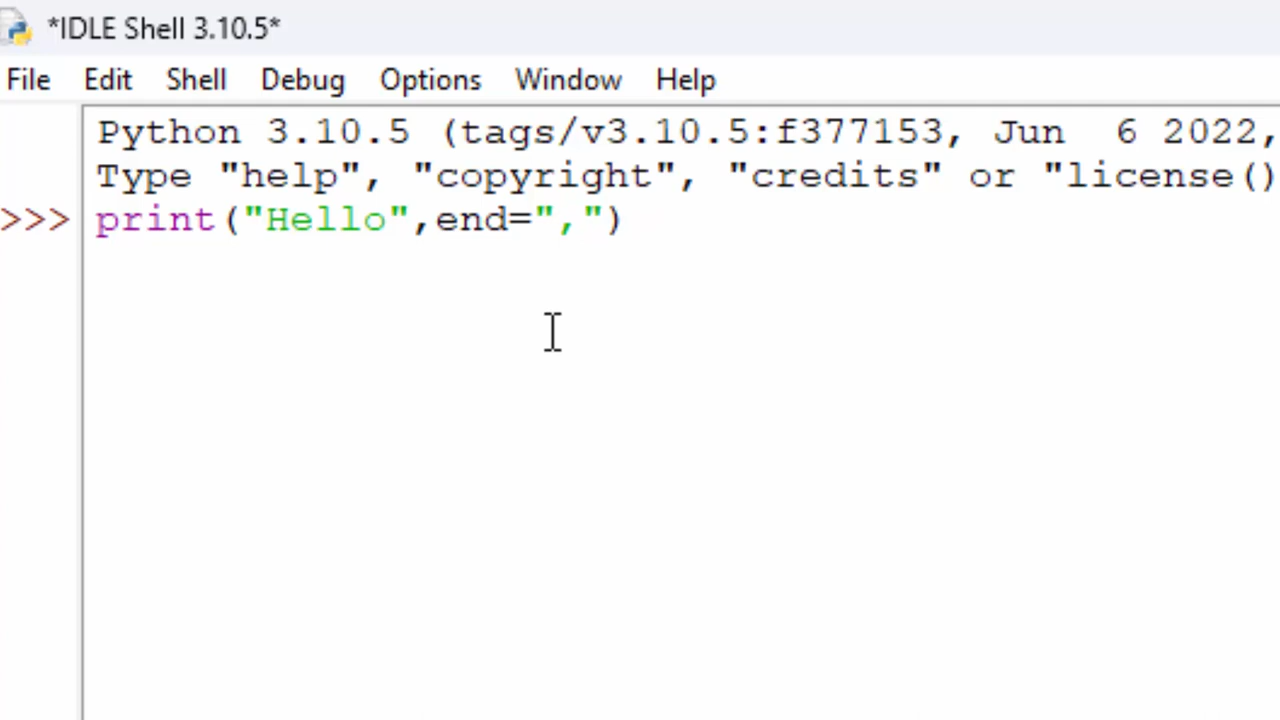 *IDLE Shell 3.10.5*
File Edit Shell Debug Options Window Help
Python 3.10.5 (tags/v3.10.5:f377153, Jun  6 2022,
Type "help", "copyright", "credits" or "license()
>>> print("Hello",end=",")